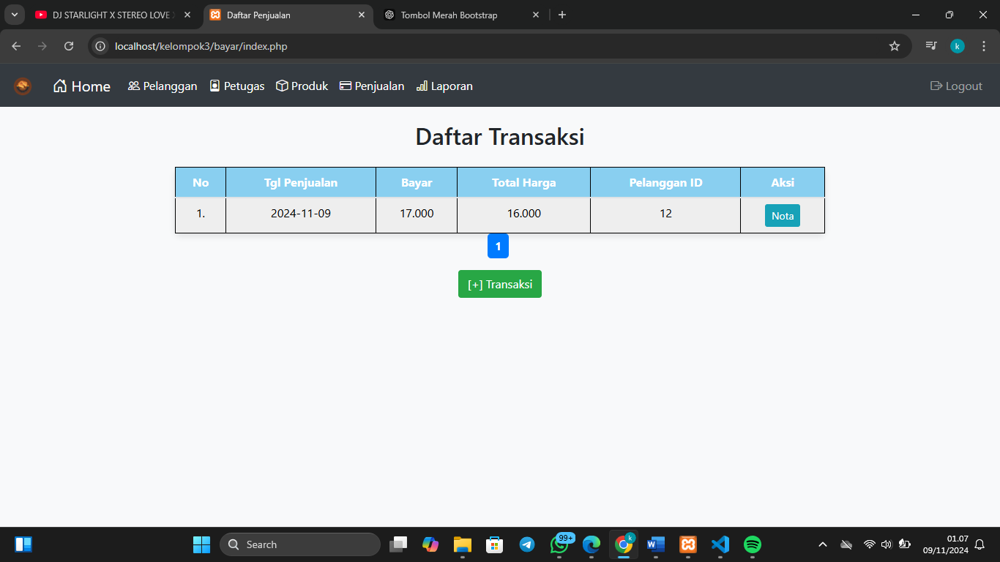 DJ STARLIGHT X STEREO LOVE
Daftar Penjualan
Tombol Merah Bootstrap
localhost/kelompok3/bayar/index.php
k
Home Pelanggan Petugas Produk Penjualan Laporan Logout
Daftar Transaksi
No Tgl Penjualan Bayar Total Harga Pelanggan ID Aksi
1. 2024-11-09 17.000 16.000 12 Nota
1
[+] Transaksi
Search
99+
k
01.07
09/11/2024